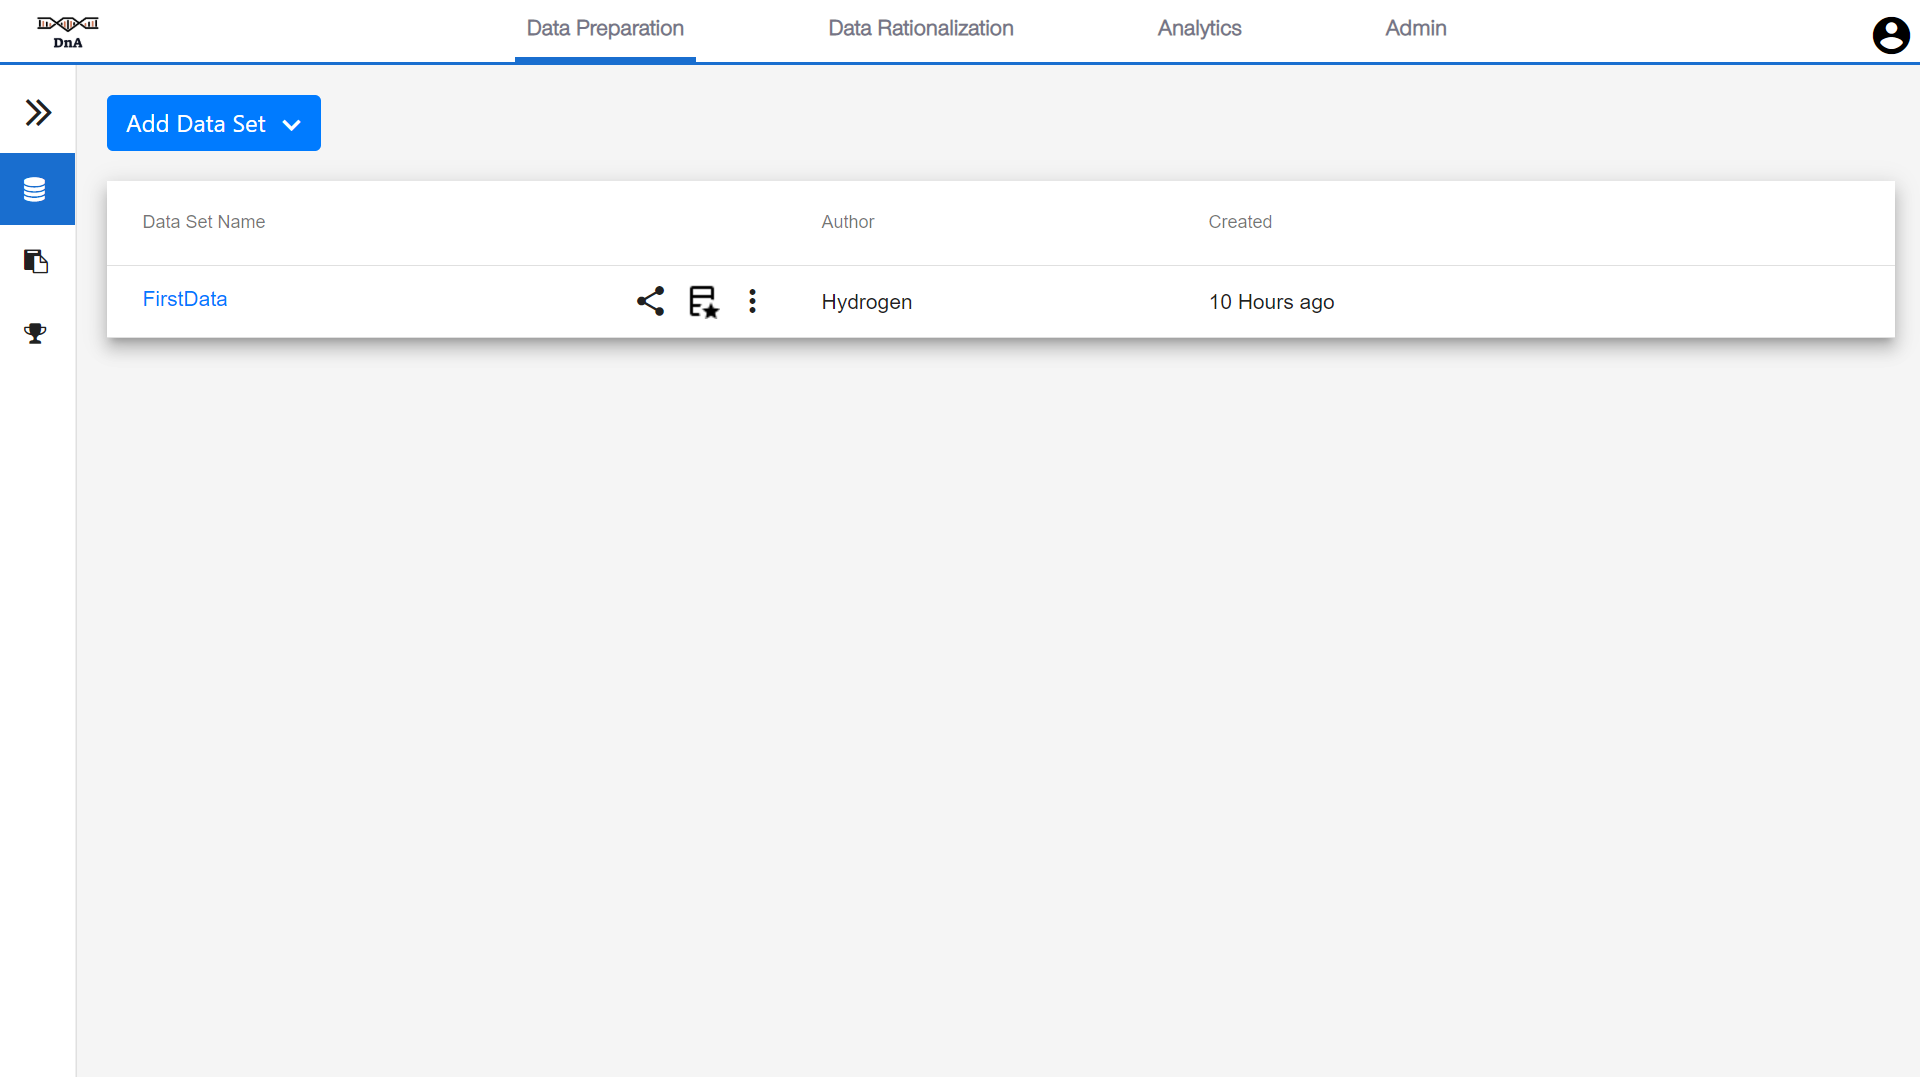 DnA
Data Preparation
Data Rationalization
Analytics
Admin
Add Data Set
Data Set Name
Author
Created
FirstData
Hydrogen
10 Hours ago